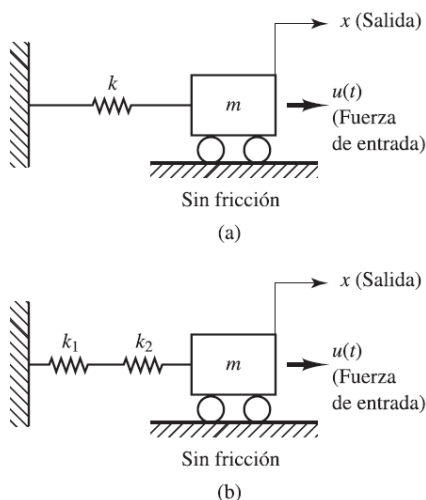 x (Salida)
k
m
u(t)
(Fuerza
de entrada)
Sin fricción
(a)
x (Salida)
k₁
k₂
m
u(t)
(Fuerza
de entrada)
Sin fricción
(b)